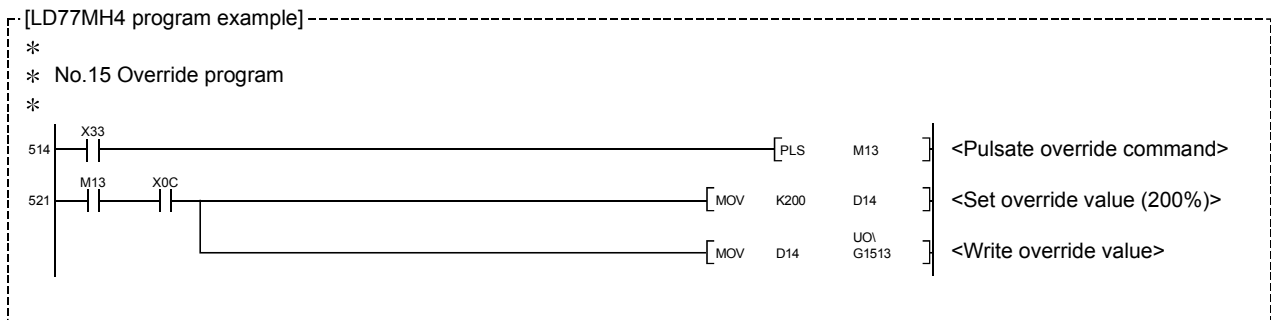 [LD77MH4 program example]
*
* No.15 Override program
*
X33
514 PLS M13 <Pulsate override command>
M13 X0C
521 MOV K200 D14 <Set override value (200%)>
MOV D14 UO\G1513 <Write override value>